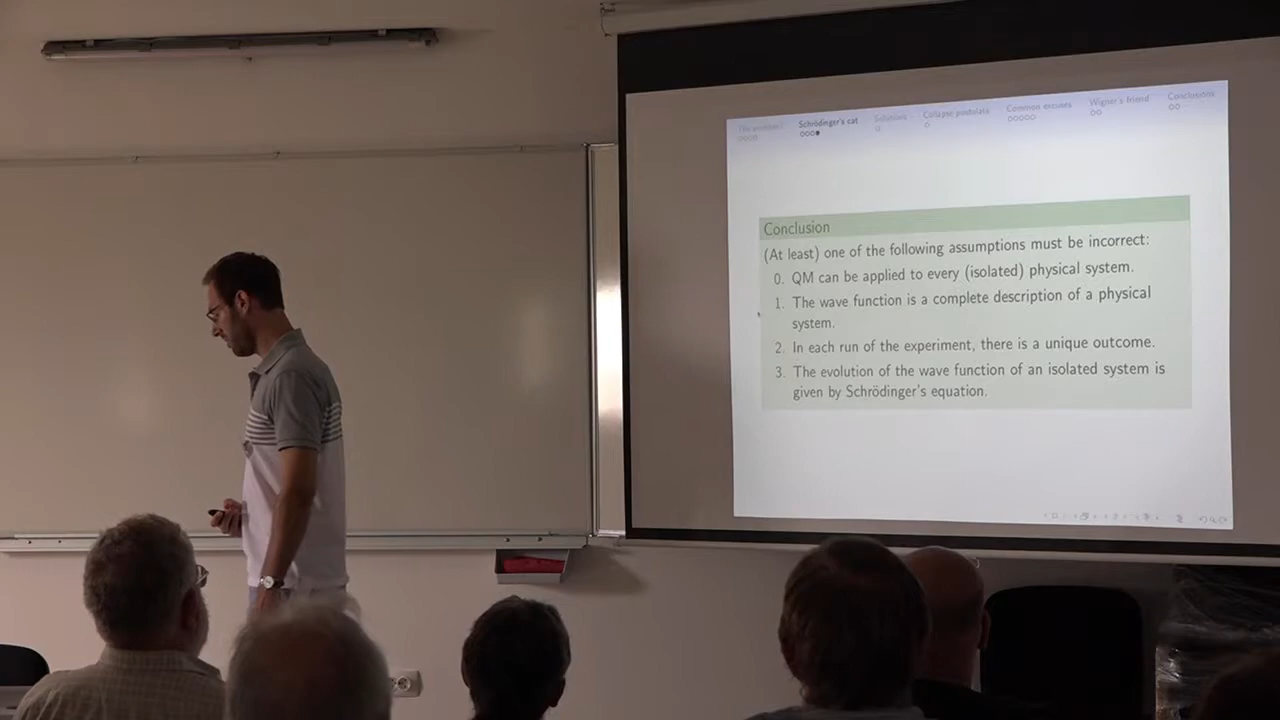 The problem Schrödinger's cat Solutions Collapse postulate Common excuses Wigner's friend Conclusions
Conclusion
(At least) one of the following assumptions must be incorrect:
0. QM can be applied to every (isolated) physical system.
1. The wave function is a complete description of a physical
system.
2. In each run of the experiment, there is a unique outcome.
3. The evolution of the wave function of an isolated system is
given by Schrödinger's equation.